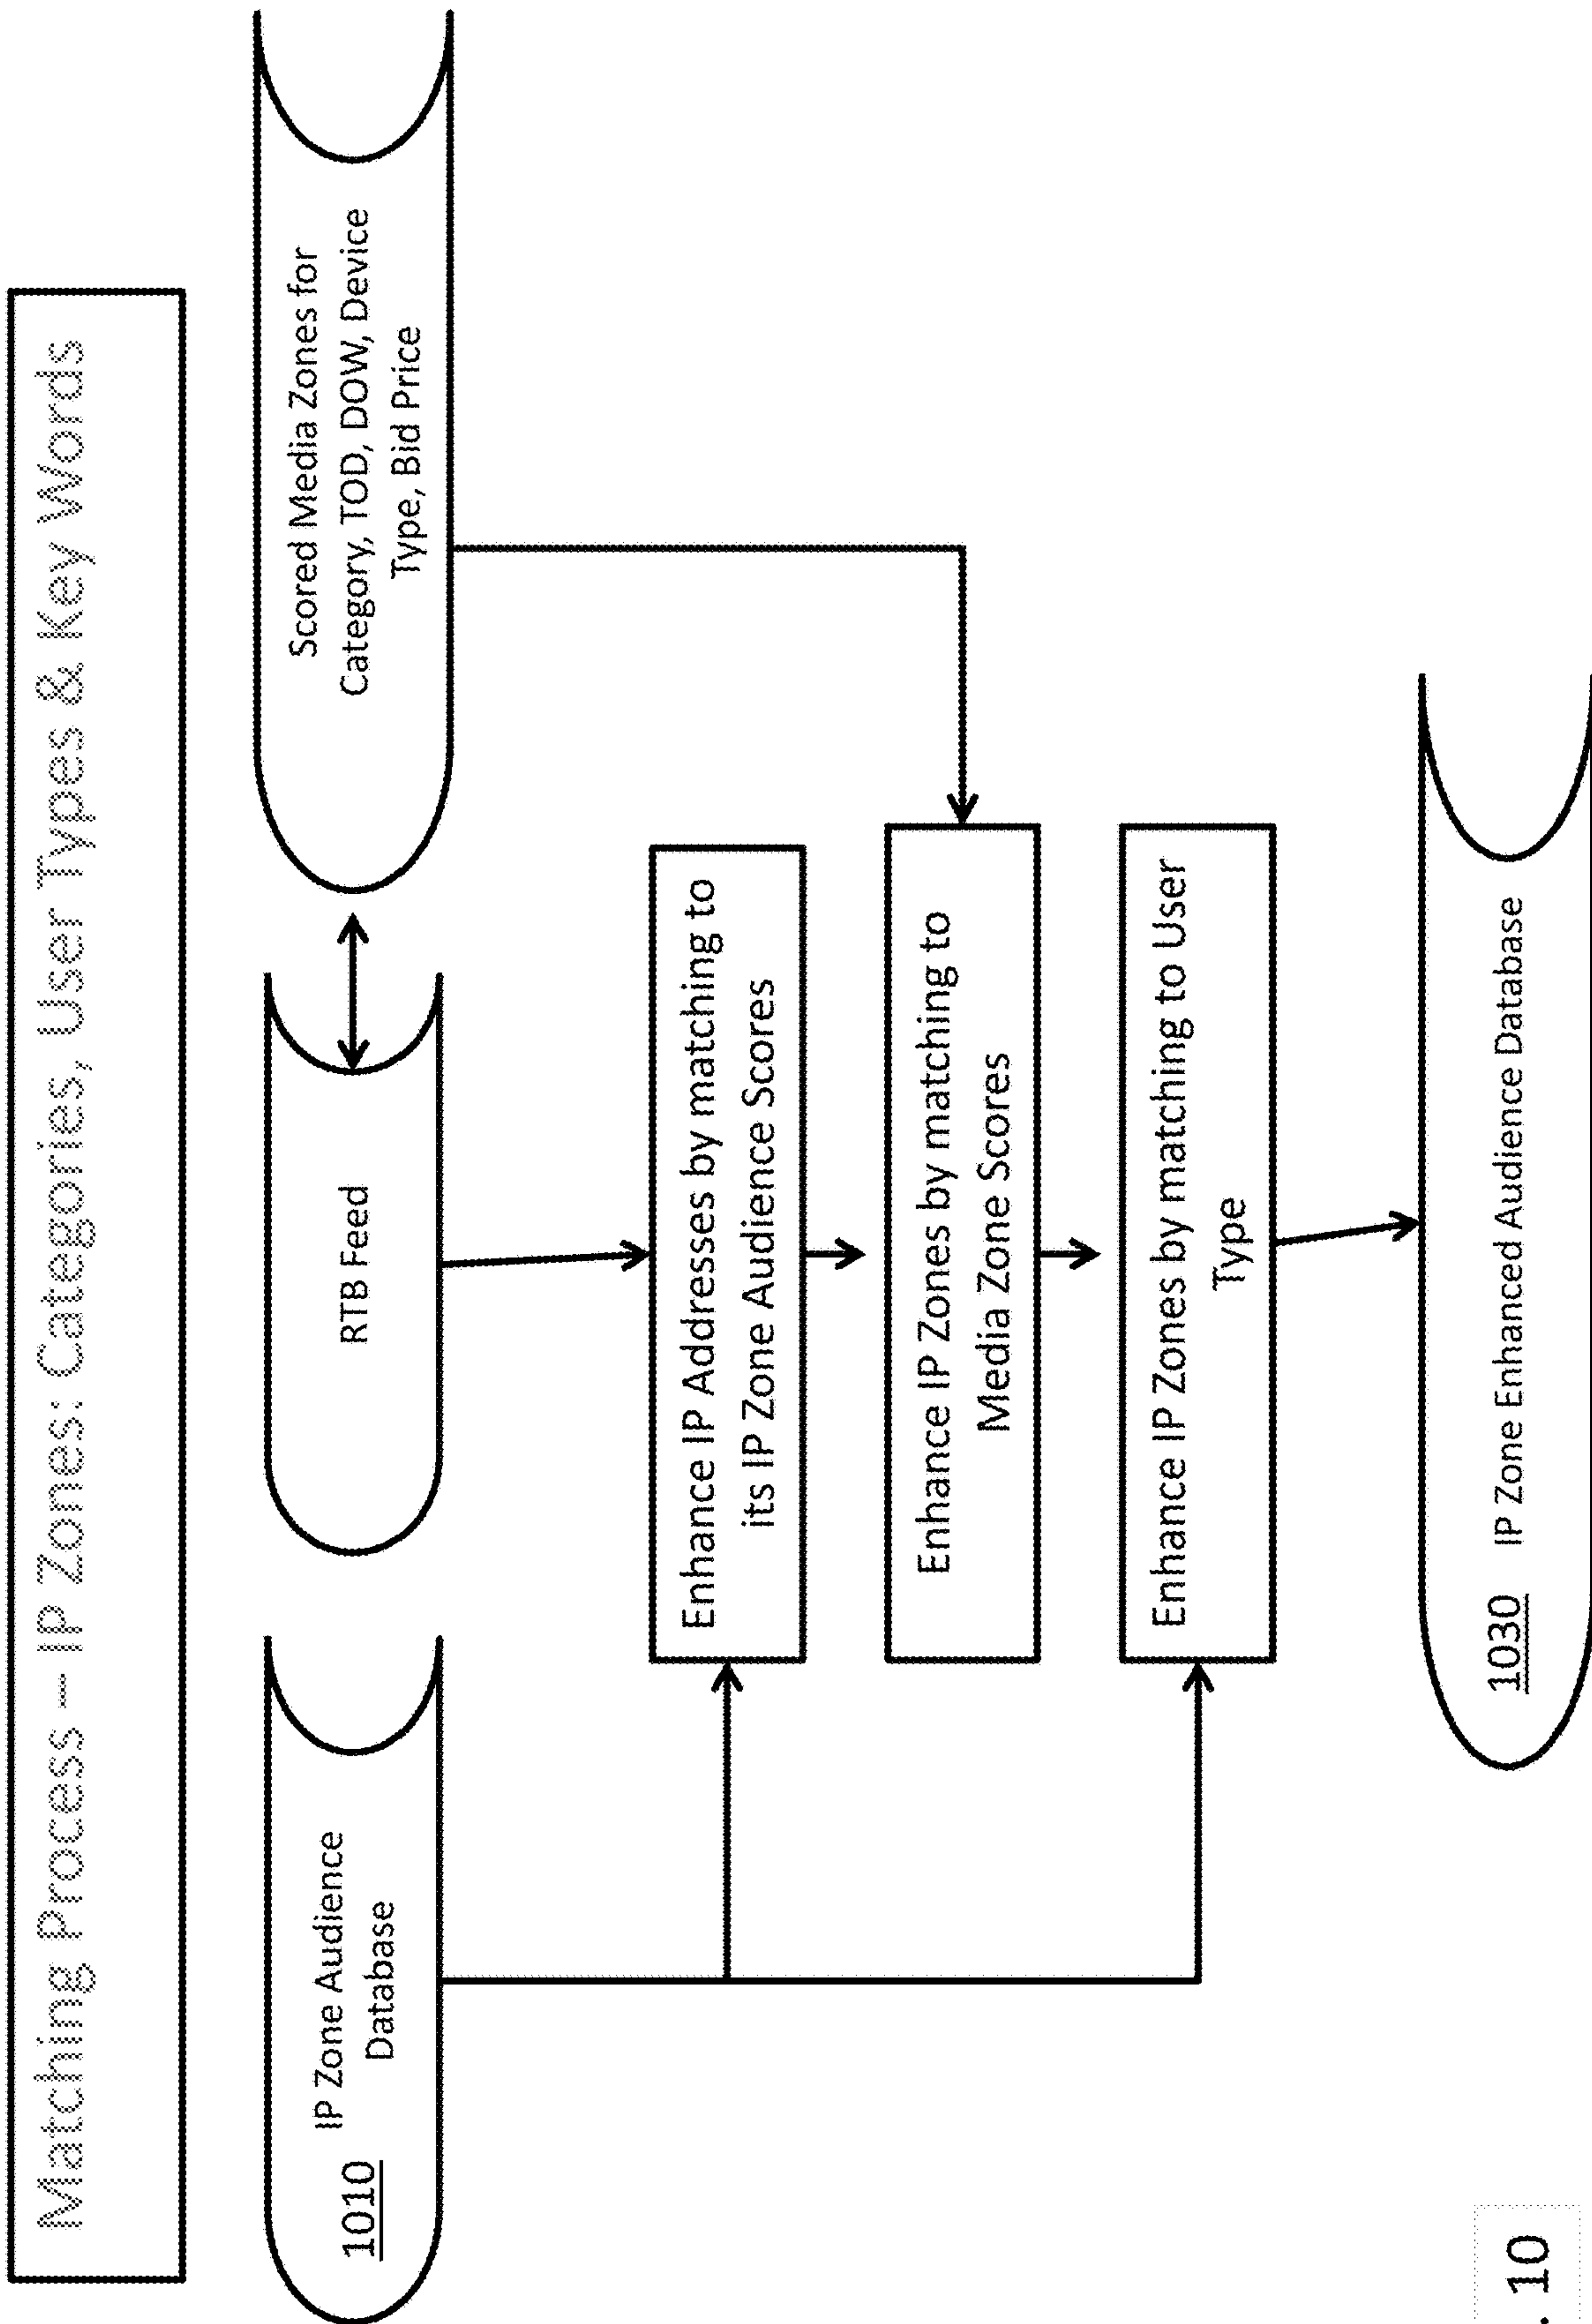 Matching Process – IP Zones: Categories, User Types & Key Words
1010
IP Zone Audience
Database
RTB Feed
Scored Media Zones for
Category, TOD, DOW, Device
Type, Bid Price
Enhance IP Addresses by matching to
its IP Zone Audience Scores
Enhance IP Zones by matching to
Media Zone Scores
Enhance IP Zones by matching to User
Type
1030 IP Zone Enhanced Audience Database
. 10